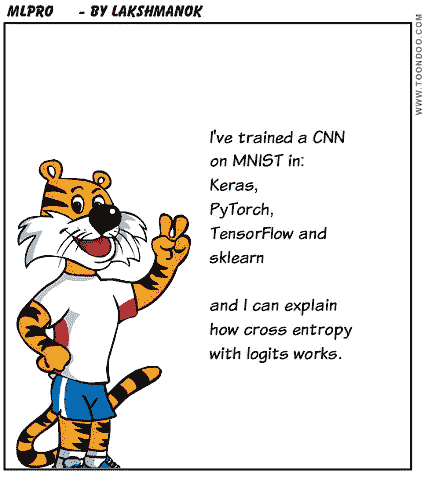 MLPRO - BY LAKSHMANOK
WWW.TOONDOO.COM
I've trained a CNN
on MNIST in:
Keras,
PyTorch,
TensorFlow and
sklearn
and I can explain
how cross entropy
with logits works.